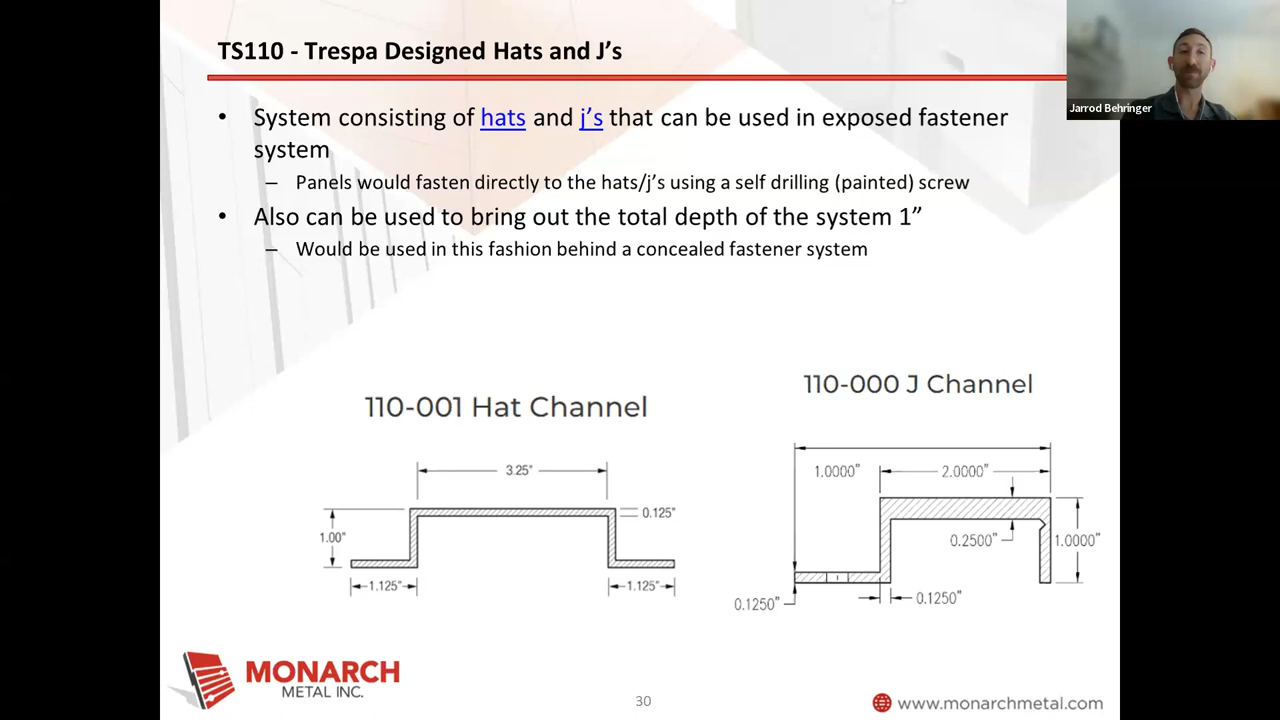 TS110 - Trespa Designed Hats and J’s
Jarrod Behringer
• System consisting of hats and j’s that can be used in exposed fastener
system
– Panels would fasten directly to the hats/j’s using a self drilling (painted) screw
• Also can be used to bring out the total depth of the system 1”
– Would be used in this fashion behind a concealed fastener system
110-001 Hat Channel
3.25"
0.125"
1.00"
1.125"
1.125"
110-000 J Channel
1.0000"
2.0000"
0.2500"
1.0000"
0.1250"
0.1250"
MONARCH
METAL INC.
30
www.monarchmetal.com